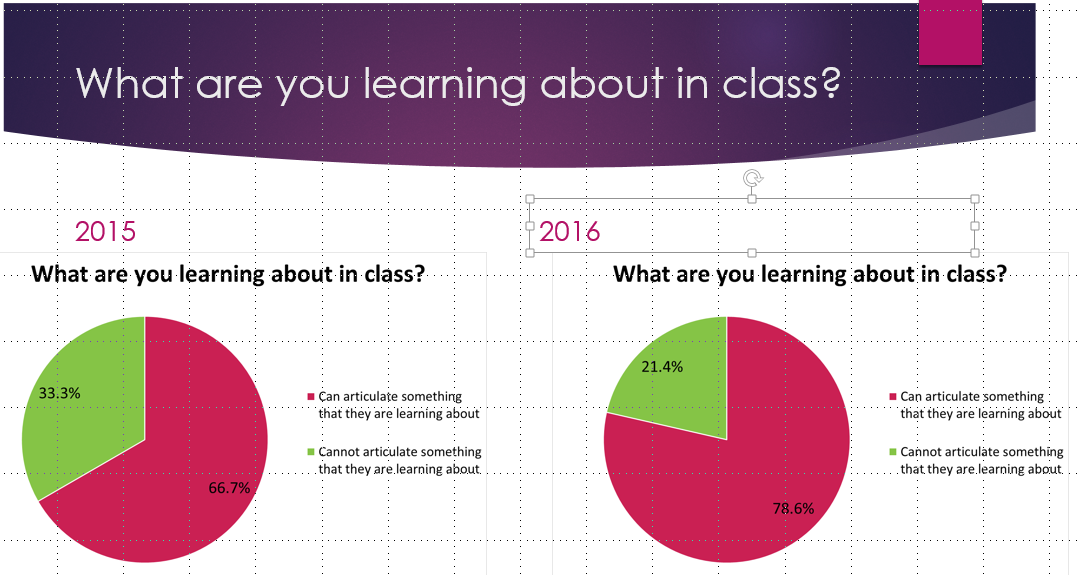 What are you learning about in class?
2015
2016
What are you learning about in class?
33.3%
66.7%
Can articulate something
that they are learning about
Cannot articulate something
that they are learning about
What are you learning about in class?
21.4%
78.6%
Can articulate something
that they are learning about
Cannot articulate something
that they are learning about